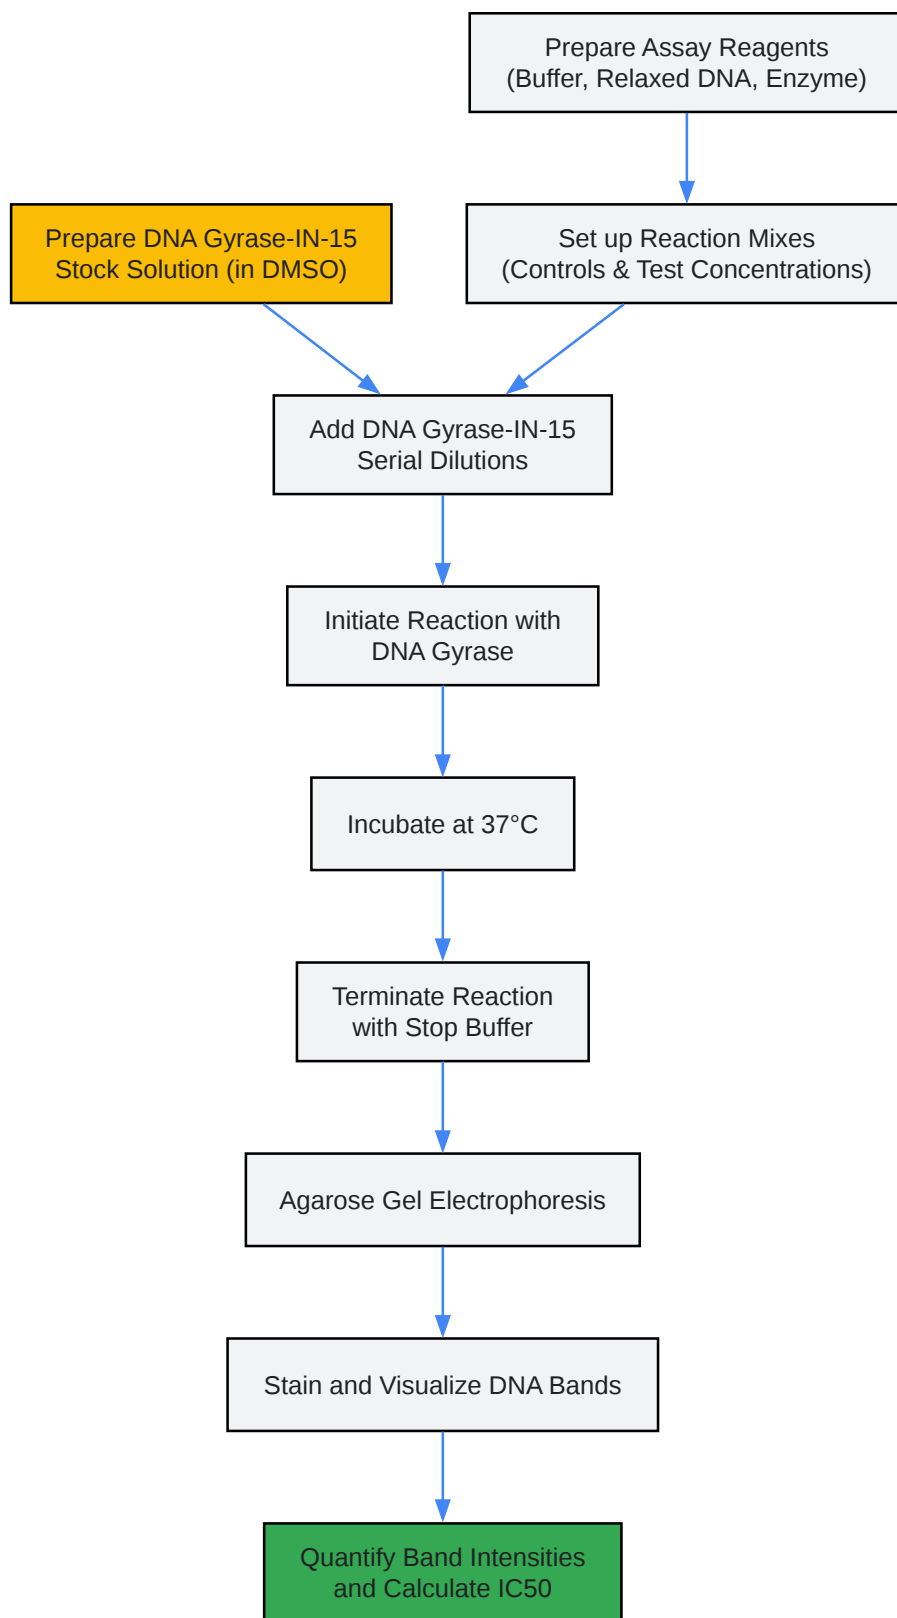 Prepare Assay Reagents
(Buffer, Relaxed DNA, Enzyme)
Prepare DNA Gyrase-IN-15
Stock Solution (in DMSO)
Set up Reaction Mixes
(Controls & Test Concentrations)
Add DNA Gyrase-IN-15
Serial Dilutions
Initiate Reaction with
DNA Gyrase
Incubate at 37°C
Terminate Reaction
with Stop Buffer
Agarose Gel Electrophoresis
Stain and Visualize DNA Bands
Quantify Band Intensities
and Calculate IC50